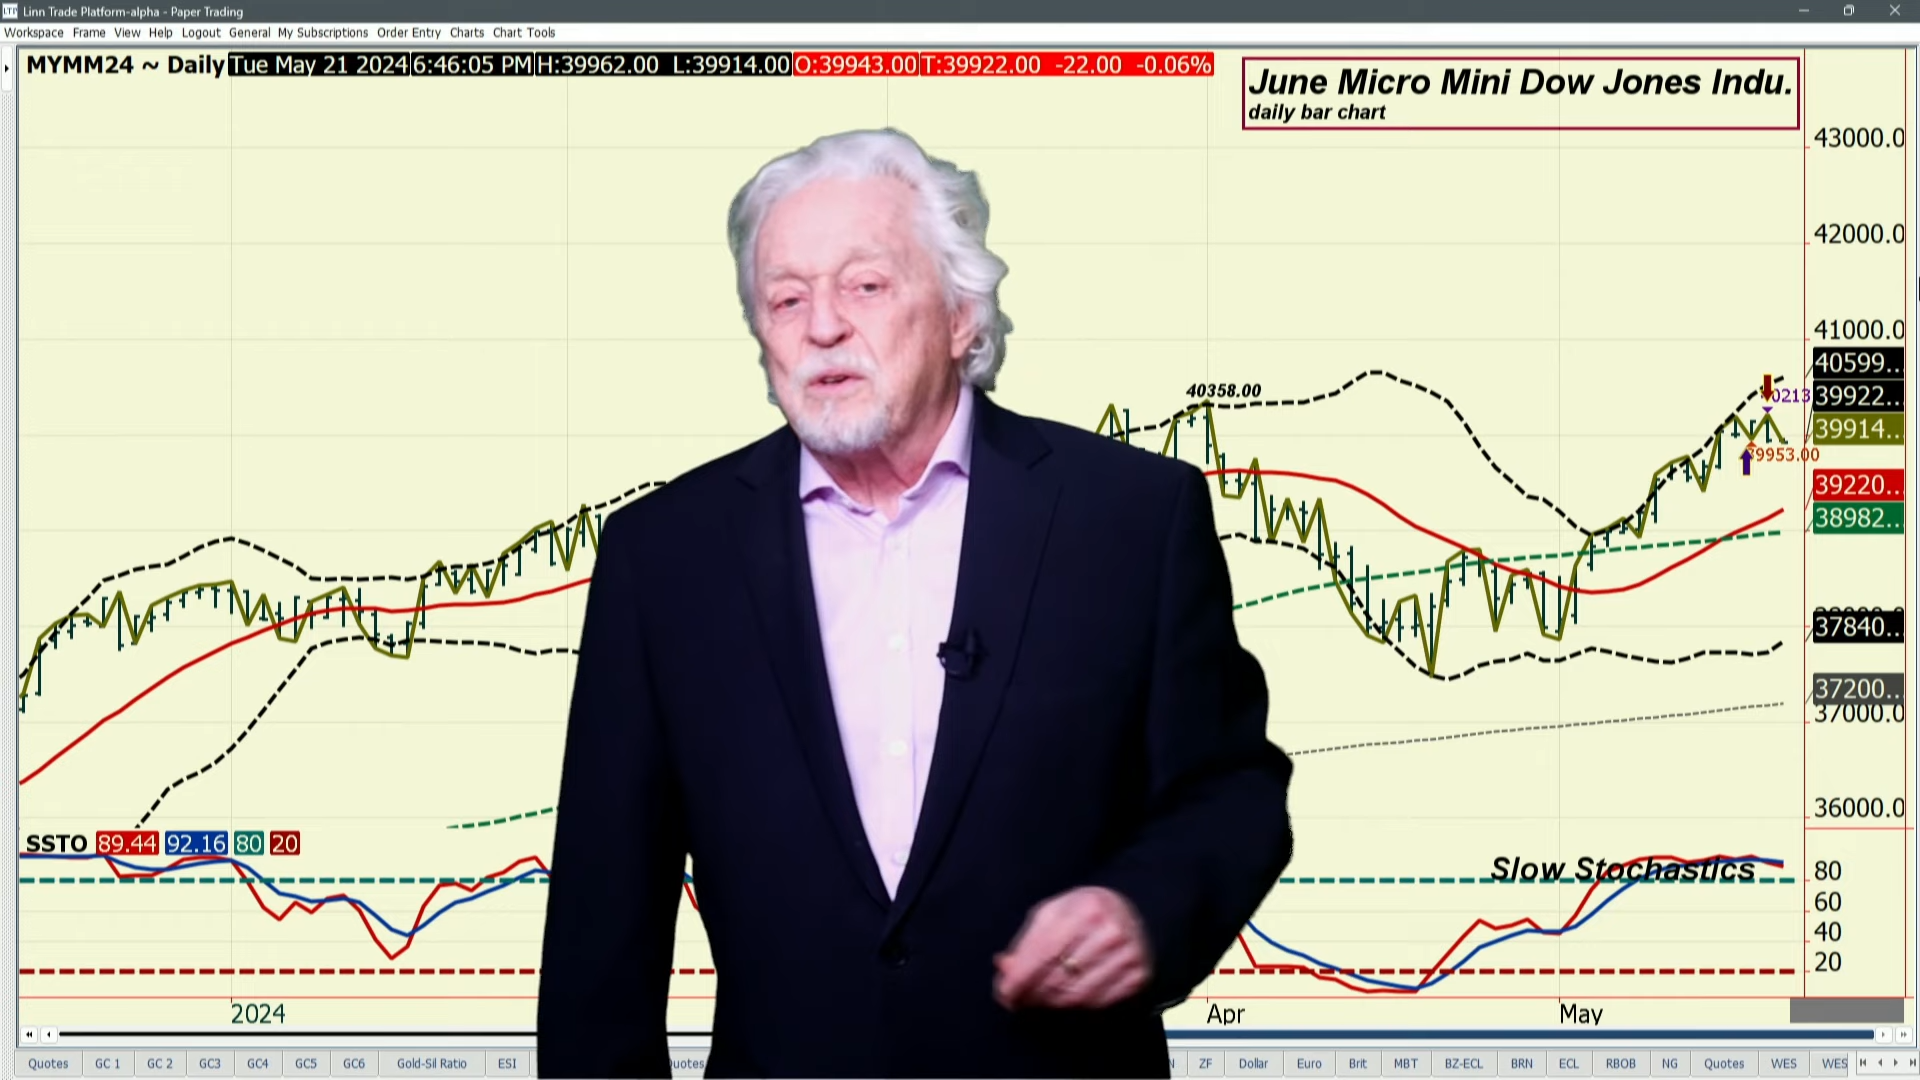 Linn Trade Platform-alpha - Paper Trading
Workspace Frame View Help Logout General My Subscriptions Order Entry Charts Chart Tools
MYMM24 ~ Daily Tue May 21 2024 6:46:05 PM H:39962.00 L:39914.00 O:39943.00 T:39922.00 -22.00 -0.06%
June Micro Mini Dow Jones Indu.
daily bar chart
43000.0
42000.0
41000.0
40599...
40358.00
0213
39922...
39914...
39953.00
39220...
38982...
37840...
37200...
37000.0
36000.0
SSTO 89.44 92.16 80 20
Slow Stochastics
80
60
40
20
2024 Apr May
Quotes GC 1 GC 2 GC3 GC4 GC5 GC6 Gold-Sil Ratio ESI ZF Dollar Euro Brit MBT BZ-ECL BRN ECL RBOB NG Quotes WES WES